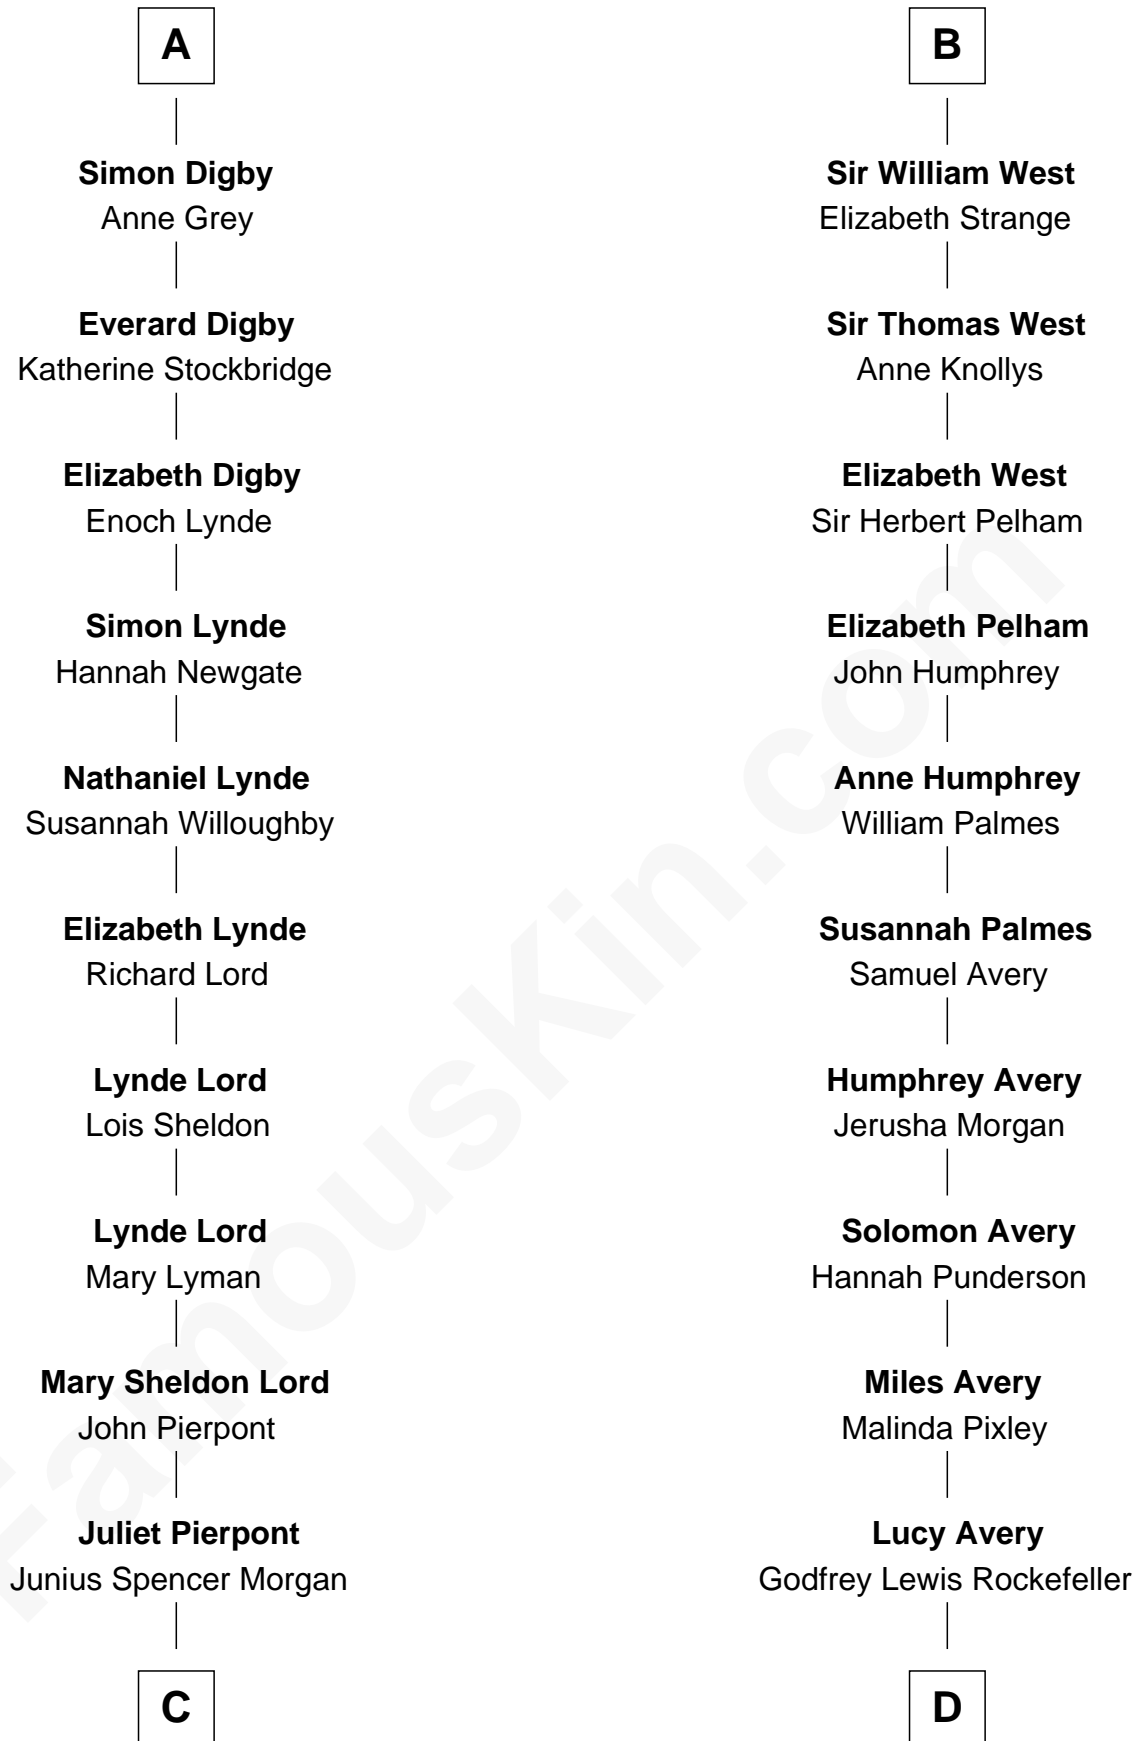 A
Simon Digby
Anne Grey
Everard Digby
Katherine Stockbridge
Elizabeth Digby
Enoch Lynde
Simon Lynde
Hannah Newgate
Nathaniel Lynde
Susannah Willoughby
Elizabeth Lynde
Richard Lord
Lynde Lord
Lois Sheldon
Lynde Lord
Mary Lyman
Mary Sheldon Lord
John Pierpont
Juliet Pierpont
Junius Spencer Morgan
C
B
Sir William West
Elizabeth Strange
Sir Thomas West
Anne Knollys
Elizabeth West
Sir Herbert Pelham
Elizabeth Pelham
John Humphrey
Anne Humphrey
William Palmes
Susannah Palmes
Samuel Avery
Humphrey Avery
Jerusha Morgan
Solomon Avery
Hannah Punderson
Miles Avery
Malinda Pixley
Lucy Avery
Godfrey Lewis Rockefeller
D
FamousKin.com